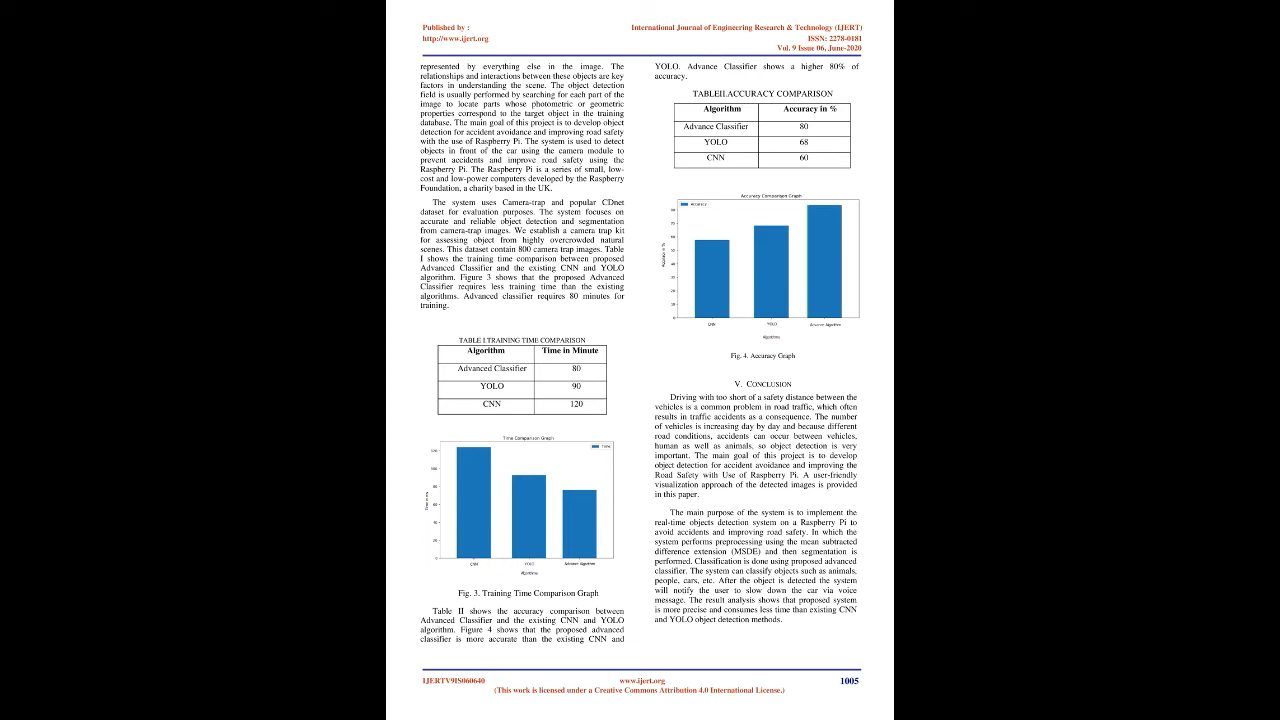 Published by :
International Journal of Engineering Research & Technology (IJERT)
http://www.ijert.org
ISSN: 2278-0181
Vol. 9 Issue 06, June-2020
represented by everything else in the image. The
relationships and interactions between these objects are key
factors in understanding the scene. The object detection
field is usually performed by searching for each part of the
image to locate parts whose photometric or geometric
properties correspond to the target object in the training
database. The main goal of this project is to develop object
detection for accident avoidance and improving road safety
with the use of Raspberry Pi. The system is used to detect
objects in front of the car using the camera module to
prevent accidents and improve road safety using the
Raspberry Pi. The Raspberry Pi is a series of small, low-
cost and low-power computers developed by the Raspberry
Foundation, a charity based in the UK.
The system uses Camera-trap and popular CDnet
dataset for evaluation purposes. The system focuses on
accurate and reliable object detection and segmentation
from camera-trap images. We establish a camera trap kit
for assessing object from highly overcrowded natural
scenes. This dataset contain 800 camera trap images. Table
I shows the training time comparison between proposed
Advanced Classifier and the existing CNN and YOLO
algorithm. Figure 3 shows that the proposed Advanced
Classifier requires less training time than the existing
algorithms. Advanced classifier requires 80 minutes for
training.
TABLE I.TRAINING TIME COMPARISON
Algorithm Time in Minute
Advanced Classifier 80
YOLO 90
CNN 120
Time Comparison Graph
Time
120
100
80
60
40
20
0
CNN YOLO Advance Algorithm
Algorithms
Fig. 3. Training Time Comparison Graph
Table II shows the accuracy comparison between
Advanced Classifier and the existing CNN and YOLO
algorithm. Figure 4 shows that the proposed advanced
classifier is more accurate than the existing CNN and
YOLO. Advance Classifier shows a higher 80% of
accuracy.
TABLEII.ACCURACY COMPARISON
Algorithm Accuracy in %
Advance Classifier 80
YOLO 68
CNN 60
Accuracy Comparison Graph
Accuracy
80
70
60
50
40
30
20
10
0
Accuracy in %
CNN YOLO Advance Algorithm
Algorithms
Fig. 4. Accuracy Graph
V. CONCLUSION
Driving with too short of a safety distance between the
vehicles is a common problem in road traffic, which often
results in traffic accidents as a consequence. The number
of vehicles is increasing day by day and because different
road conditions, accidents can occur between vehicles,
human as well as animals, so object detection is very
important. The main goal of this project is to develop
object detection for accident avoidance and improving the
Road Safety with Use of Raspberry Pi. A user-friendly
visualization approach of the detected images is provided
in this paper.
The main purpose of the system is to implement the
real-time objects detection system on a Raspberry Pi to
avoid accidents and improving road safety. In which the
system performs preprocessing using the mean subtracted
difference extension (MSDE) and then segmentation is
performed. Classification is done using proposed advanced
classifier. The system can classify objects such as animals,
people, cars, etc. After the object is detected the system
will notify the user to slow down the car via voice
message. The result analysis shows that proposed system
is more precise and consumes less time than existing CNN
and YOLO object detection methods.
IJERTV9IS060640
www.ijert.org
1005
(This work is licensed under a Creative Commons Attribution 4.0 International License.)